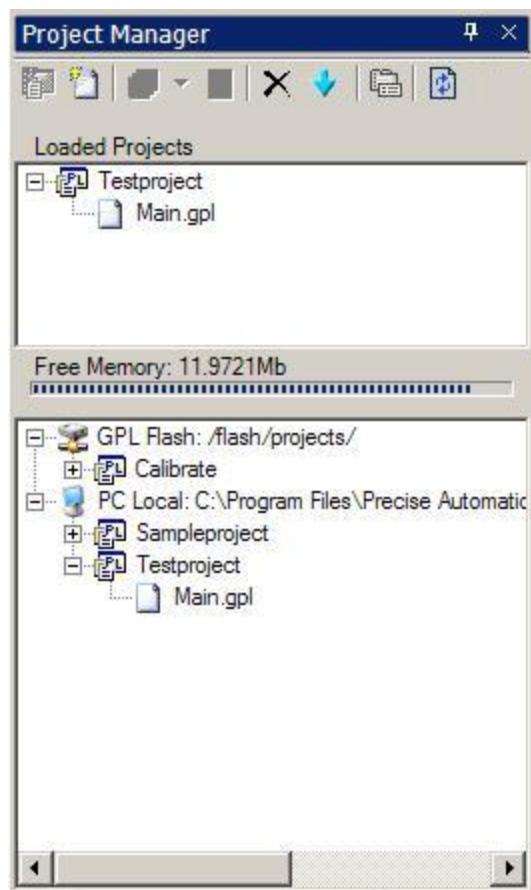 Project Manager
Loaded Projects
Testproject
Main.gpl
Free Memory: 11.9721Mb
GPL Flash: /flash/projects/
Calibrate
PC Local: C:\Program Files\Precise Automatic
Sampleproject
Testproject
Main.gpl